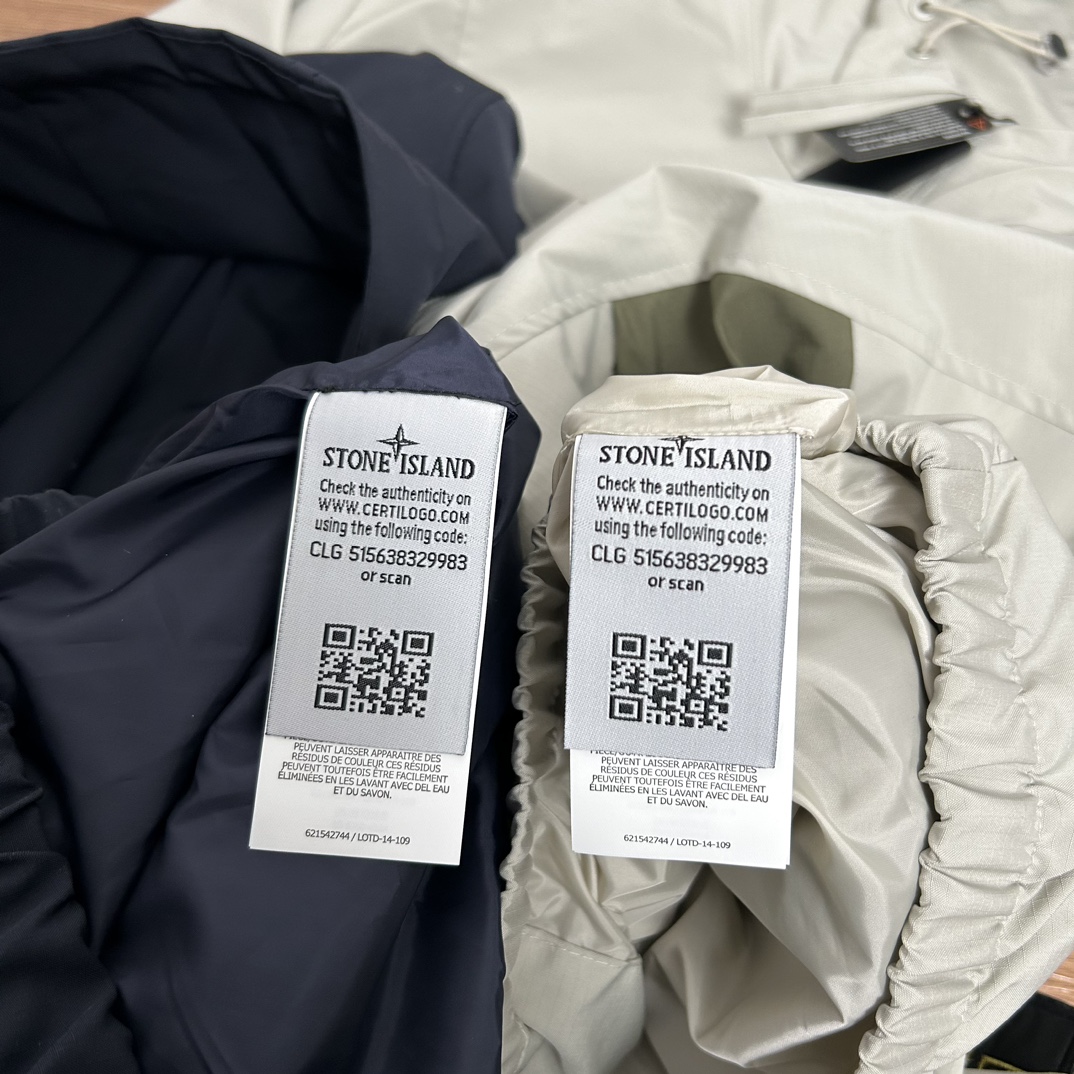 STONE ISLAND
Check the authenticity on
WWW.CERTILOGO.COM
using the following code:
CLG 515638329983
or scan
PEUVENT LAISSER APPARAÎTRE DES
RÉSIDUS DE COULEUR CES RÉSIDUS
PEUVENT TOUTEFOIS ÊTRE FACILEMENT
ÉLIMINÉES EN LES LAVANT AVEC DEL EAU
ET DU SAVON.
621542744 / LOTD-14-109
STONE ISLAND
Check the authenticity on
WWW.CERTILOGO.COM
using the following code:
CLG 515638329983
or scan
PEUVENT LAISSER APPARAÎTRE DES
RÉSIDUS DE COULEUR CES RÉSIDUS
PEUVENT TOUTEFOIS ÊTRE FACILEMENT
ÉLIMINÉES EN LES LAVANT AVEC DEL EAU
ET DU SAVON.
621542744 / LOTD-14-109